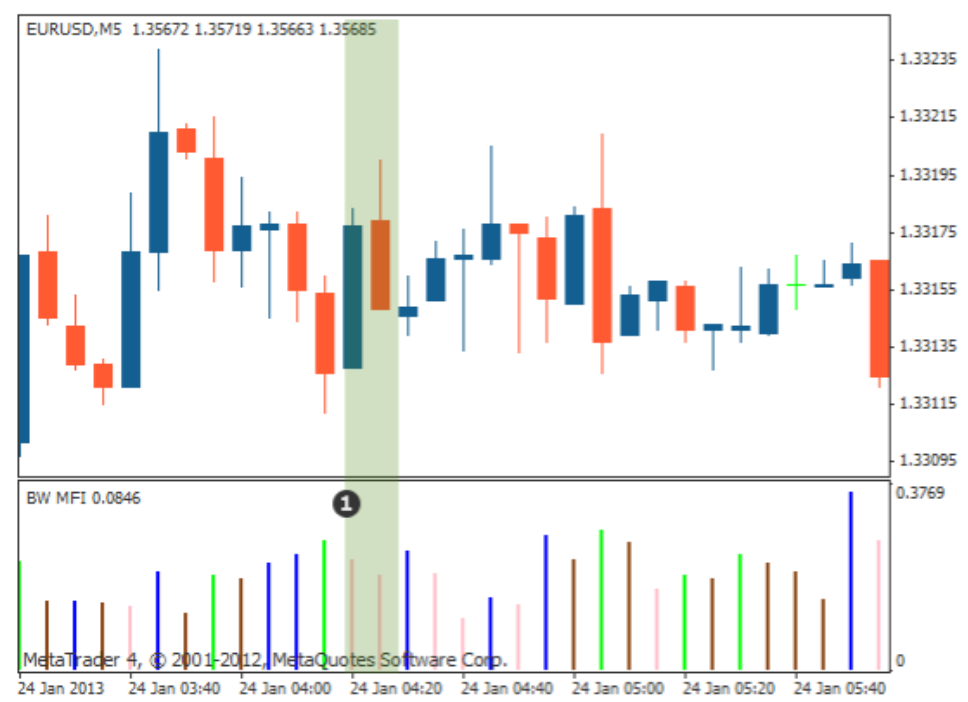 EURUSD,M5 1.35672 1.35719 1.35663 1.35685
1.33235
1.33215
1.33195
1.33175
1.33155
1.33135
1.33115
1.33095
BW MFI 0.0846
1
0.3769
MetaTrader 4, © 2001-2012, MetaQuotes Software Corp.
0
24 Jan 2013 24 Jan 03:40 24 Jan 04:00 24 Jan 04:20 24 Jan 04:40 24 Jan 05:00 24 Jan 05:20 24 Jan 05:40